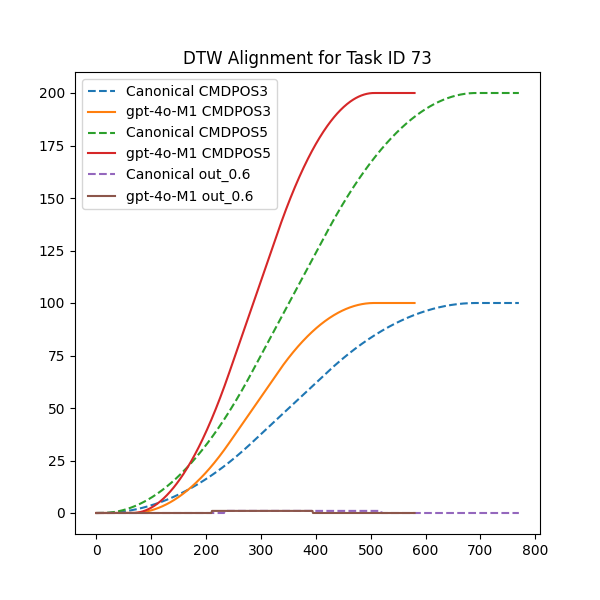 DTW Alignment for Task ID 73
Canonical CMDPOS3
gpt-4o-M1 CMDPOS3
Canonical CMDPOS5
gpt-4o-M1 CMDPOS5
Canonical out_0.6
gpt-4o-M1 out_0.6
200
175
150
125
100
75
50
25
0
0 100 200 300 400 500 600 700 800